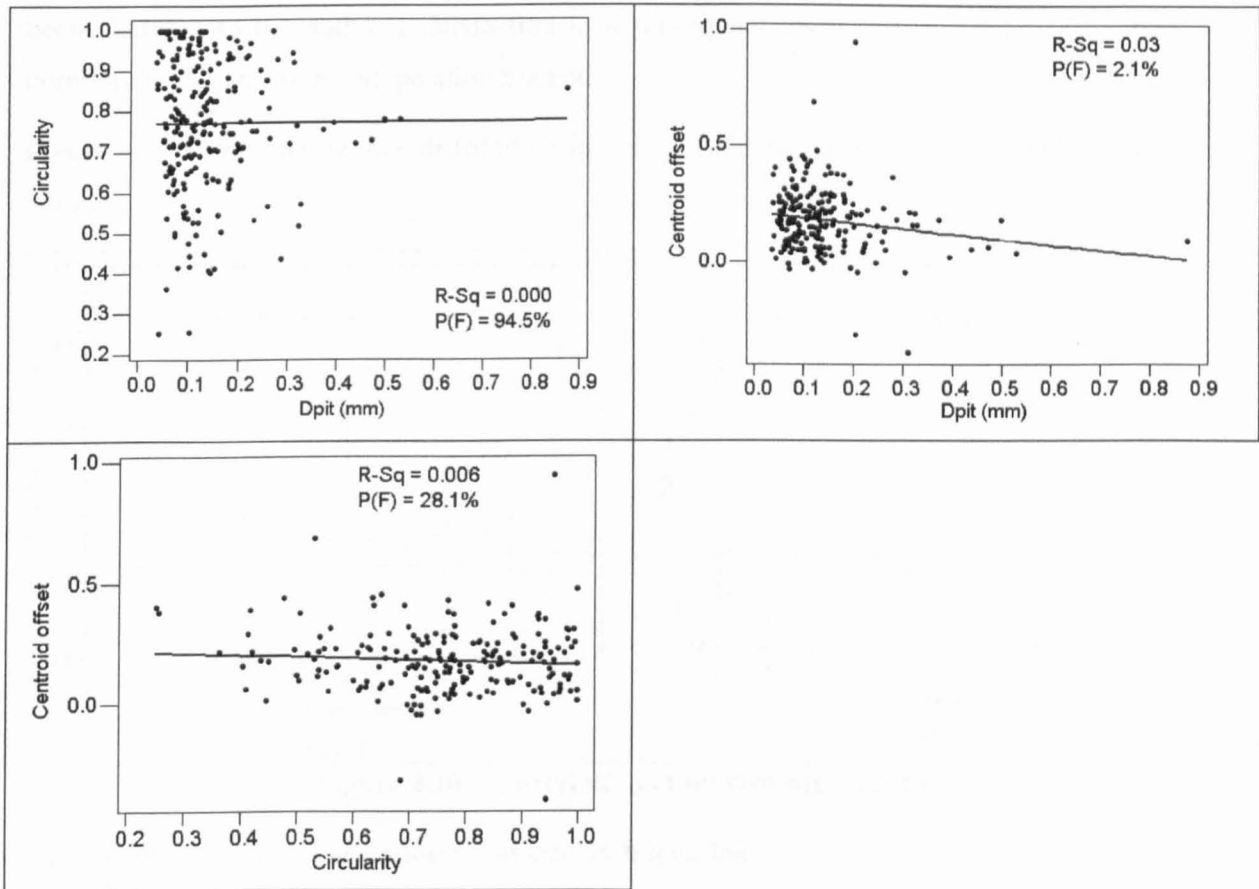 1.0
0.9
0.8
0.7
0.6
0.5
0.4
0.3
0.2
Circularity
R-Sq = 0.000
P(F) = 94.5%
0.0 0.1 0.2 0.3 0.4 0.5 0.6 0.7 0.8 0.9
Dpit (mm)
1.0
0.5
0.0
Centroid offset
R-Sq = 0.03
P(F) = 2.1%
0.0 0.1 0.2 0.3 0.4 0.5 0.6 0.7 0.8 0.9
Dpit (mm)
1.0
0.5
0.0
Centroid offset
R-Sq = 0.006
P(F) = 28.1%
0.2 0.3 0.4 0.5 0.6 0.7 0.8 0.9 1.0
Circularity